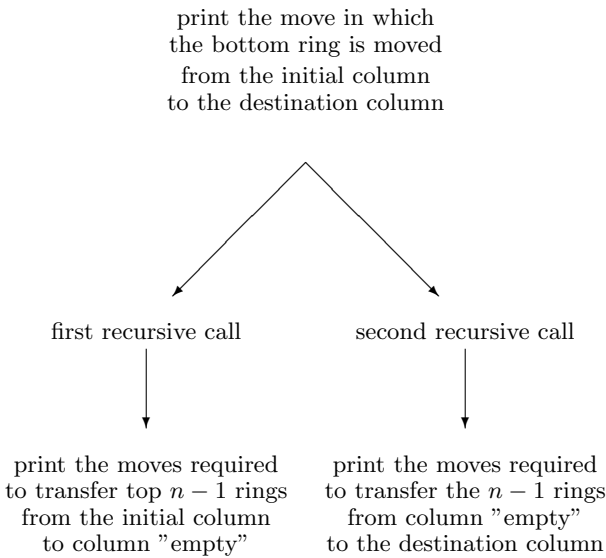 print the move in which
the bottom ring is moved
from the initial column
to the destination column
first recursive call
second recursive call
print the moves required
to transfer top n − 1 rings
from the initial column
to column ”empty”
print the moves required
to transfer the n − 1 rings
from column ”empty”
to the destination column